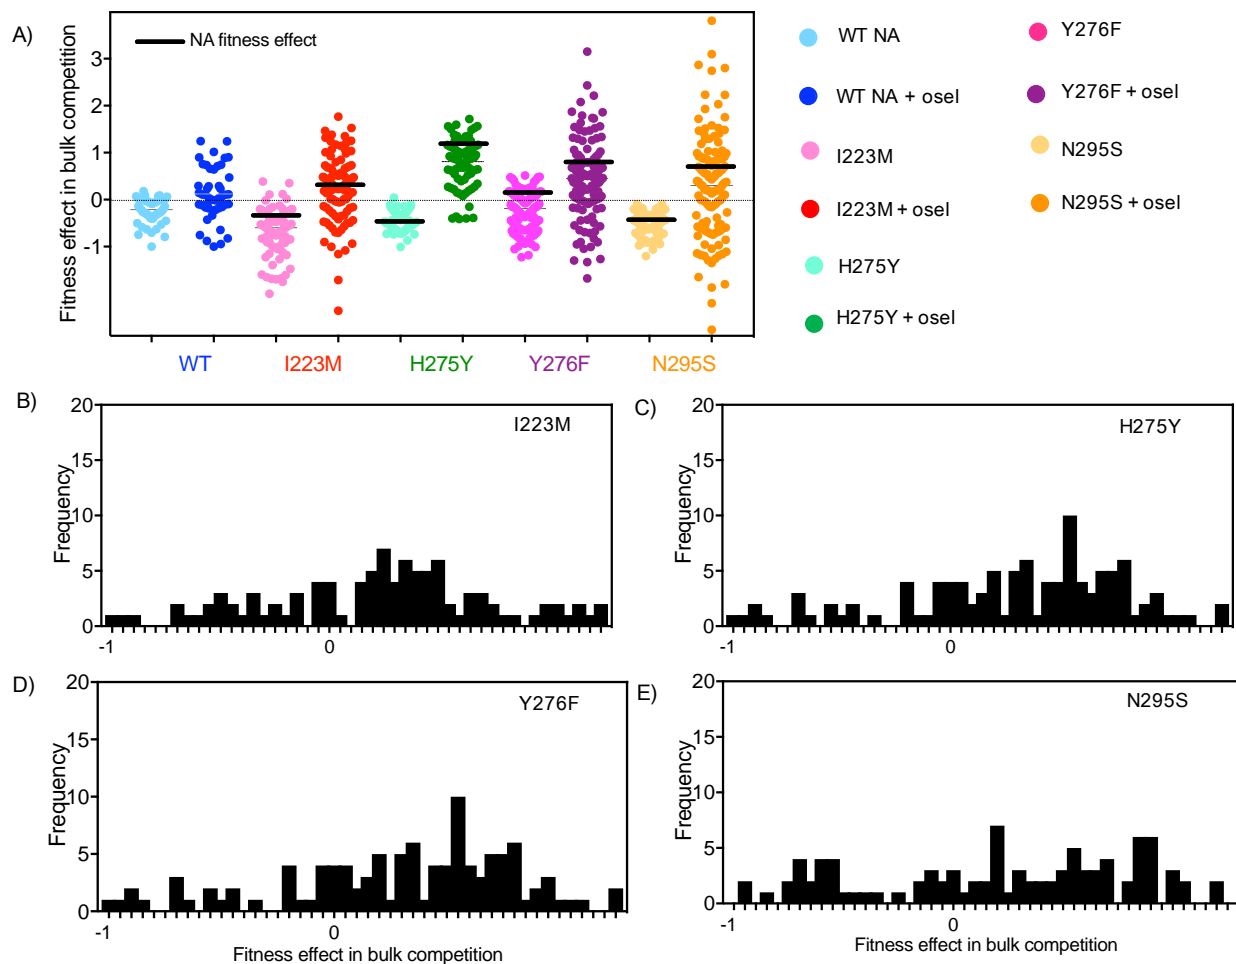 A)
Fitness effect in bulk competition
3
2
1
0
-1
NA fitness effect
WT
I223M
H275Y
Y276F
N295S
WT NA
WT NA + osel
I223M
I223M + osel
H275Y
H275Y + osel
Y276F
Y276F + osel
N295S
N295S + osel
B)
Frequency
20
15
10
5
0
-1
0
I223M
C)
Frequency
20
15
10
5
0
-1
0
H275Y
D)
Frequency
20
15
10
5
0
-1
0
Y276F
Fitness effect in bulk competition
E)
Frequency
20
15
10
5
0
-1
0
N295S
Fitness effect in bulk competition